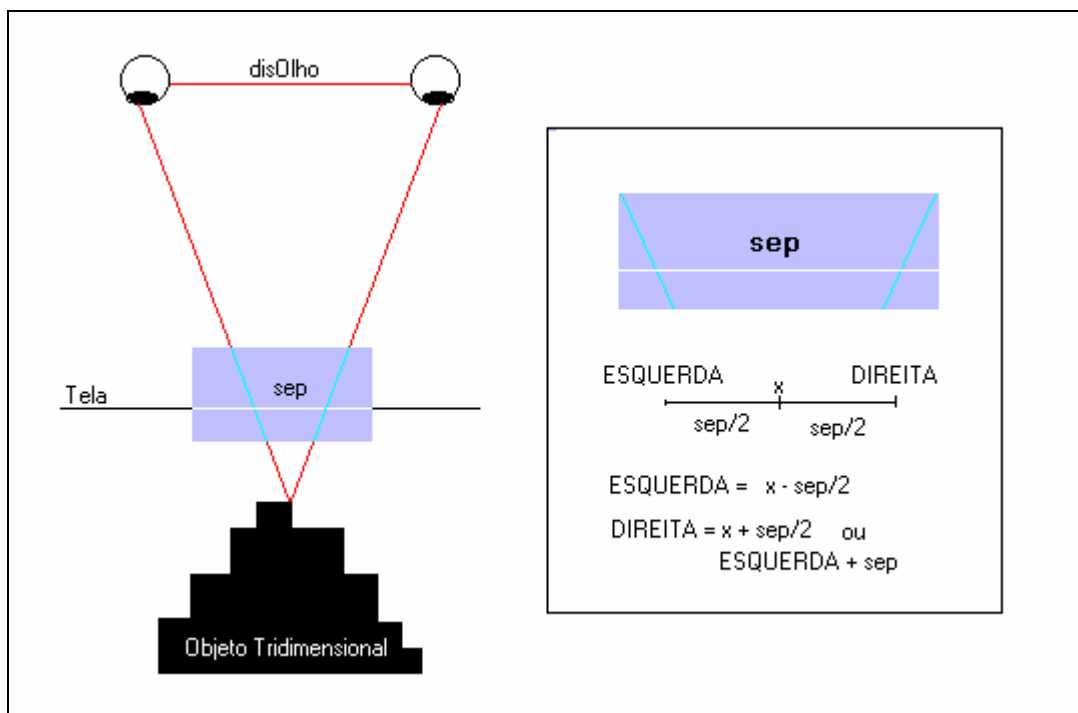 disOlho
sep
Tela
Objeto Tridimensional
sep
ESQUERDA x DIREITA
sep/2 sep/2
ESQUERDA = x - sep/2
DIREITA = x + sep/2 ou
ESQUERDA + sep